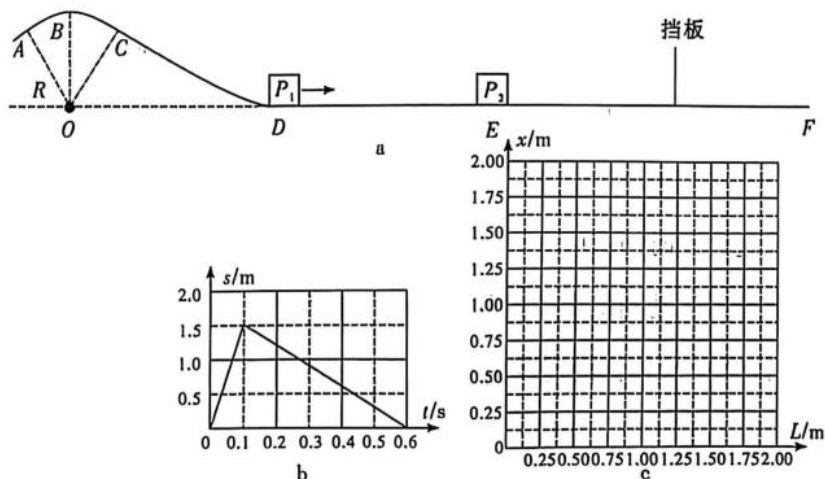 挡板
A B C
R P₁ P₂
O D E F
a
x/m
2.00
1.75
1.50
1.25
1.00
0.75
0.50
0.25
0
0.25 0.50 0.75 1.00 1.25 1.50 1.75 2.00
L/m
c
s/m
2.0
1.5
1.0
0.5
0 0.1 0.2 0.3 0.4 0.5 0.6
t/s
b